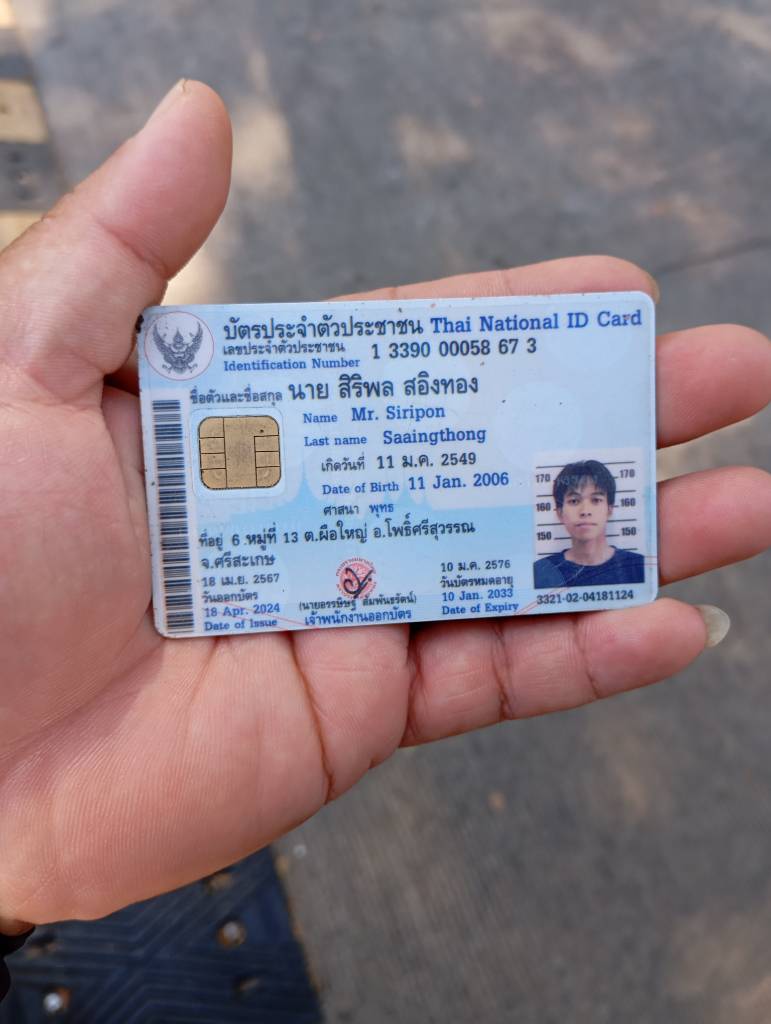 บัตรประจำตัวประชาชน Thai National ID Card
เลขประจำตัวประชาชน 1 3390 00058 67 3
Identification Number
ชื่อตัวและชื่อสกุล นาย สิริพล สอิ้งทอง
Name Mr. Siripon
Last name Saaingthong
เกิดวันที่ 11 ม.ค. 2549
Date of Birth 11 Jan. 2006
ศาสนา พุทธ
ที่อยู่ 6 หมู่ที่ 13 ต.ผือใหญ่ อ.โพธิ์ศรีสุวรรณ
จ.ศรีสะเกษ
18 เม.ย. 2567
วันออกบัตร
18 Apr. 2024
Date of Issue
(นายอรรษิษฐ์ สัมพันธรัตน์)
เจ้าพนักงานออกบัตร
10 ม.ค. 2576
วันบัตรหมดอายุ
10 Jan. 2033
Date of Expiry
170 170
160 160
150 150
3321-02-04181124